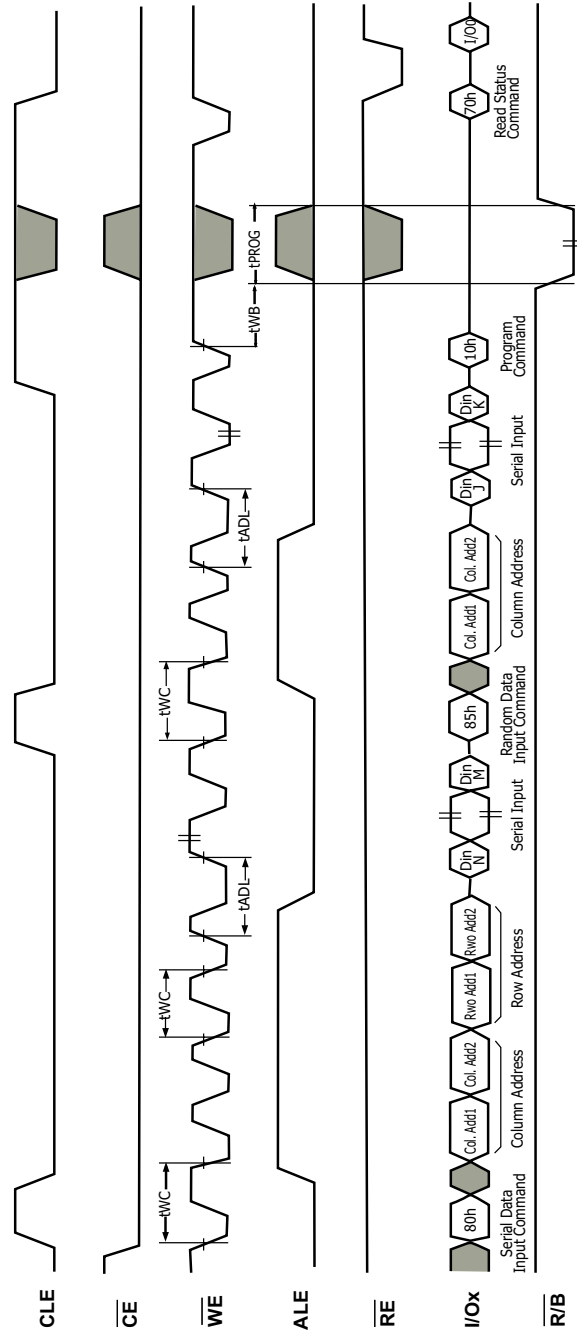 CLE
CE
WE
tWC
tWC
tADL
tWC
tADL
tWB
tPROG
ALE
RE
I/Ox
80h
Col. Add1
Col. Add2
Rwo Add1
Rwo Add2
Din
N
Din
M
85h
Col. Add1
Col. Add2
Din
J
Din
K
10h
70h
I/Oo
Serial Data
Input Command
Column Address
Row Address
Serial Input
Random Data
Input Command
Column Address
Serial Input
Program
Command
Read Status
Command
R/B